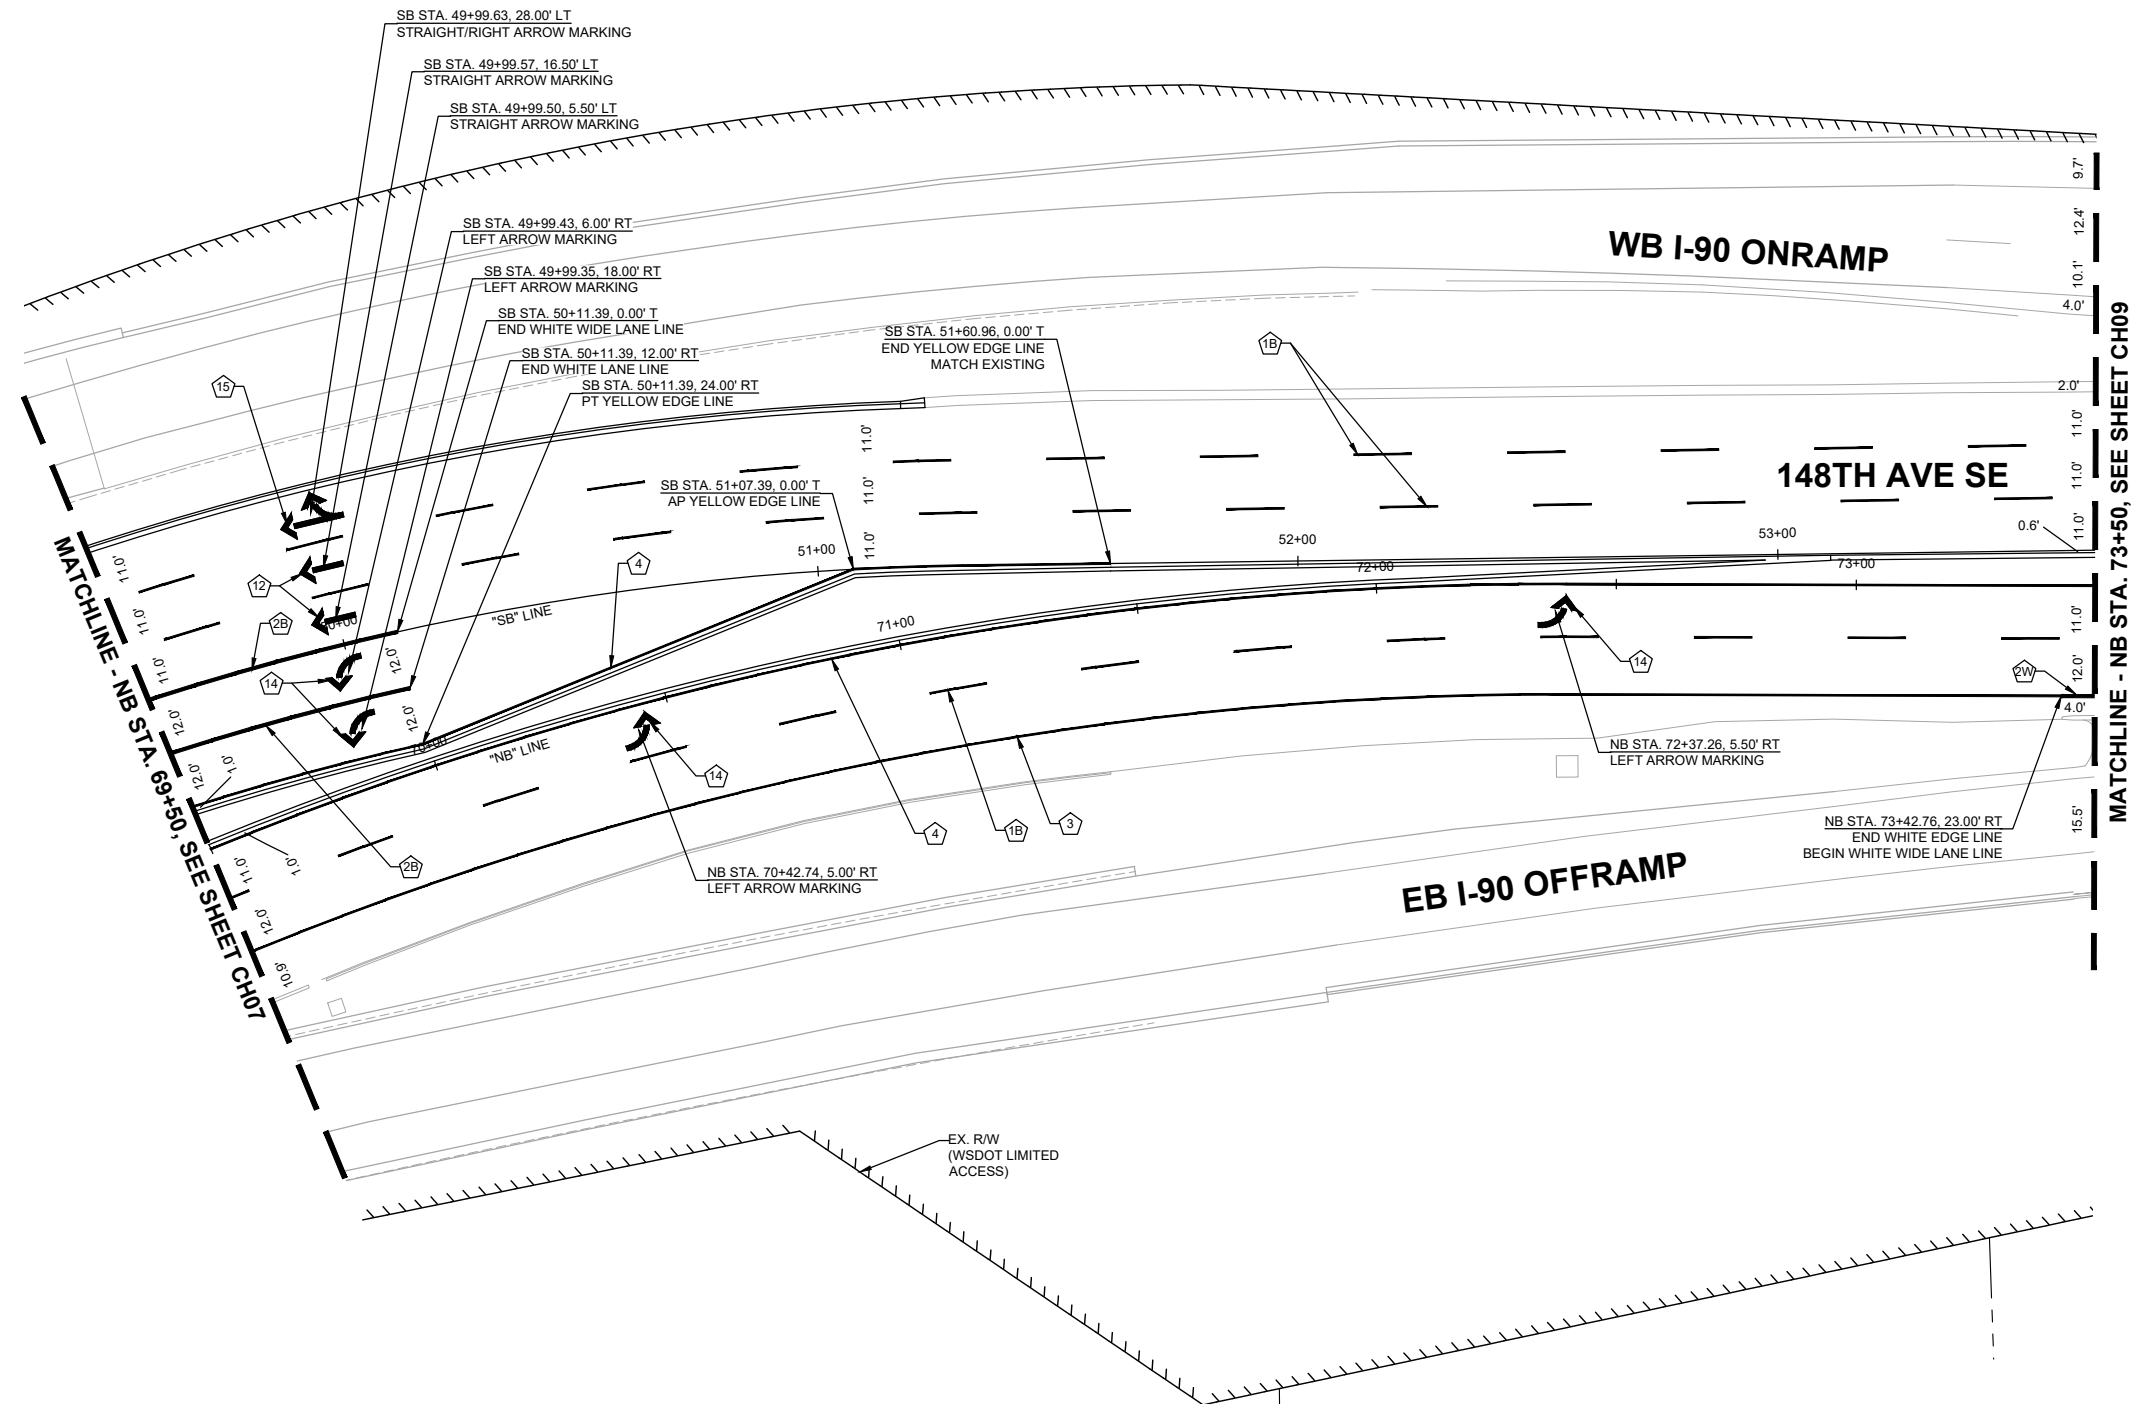 SB STA. 49+99.63, 28.00' LT
STRAIGHT/RIGHT ARROW MARKING
SB STA. 49+99.57, 16.50' LT
STRAIGHT ARROW MARKING
SB STA. 49+99.50, 5.50' LT
STRAIGHT ARROW MARKING
SB STA. 49+99.43, 6.00' RT
LEFT ARROW MARKING
SB STA. 49+99.35, 18.00' RT
LEFT ARROW MARKING
SB STA. 50+11.39, 0.00' T
END WHITE WIDE LANE LINE
SB STA. 50+11.39, 12.00' RT
END WHITE LANE LINE
SB STA. 50+11.39, 24.00' RT
PT YELLOW EDGE LINE
SB STA. 51+60.96, 0.00' T
END YELLOW EDGE LINE
MATCH EXISTING
SB STA. 51+07.39, 0.00' T
AP YELLOW EDGE LINE
WB I-90 ONRAMP
148TH AVE SE
EB I-90 OFFRAMP
1B
15
12
2B
14
4
2B
14
4
1B
3
14
2W
"SB" LINE
"NB" LINE
51+00
52+00
53+00
70+00
71+00
72+00
73+00
11.0'
11.0'
11.0'
12.0'
12.0'
1.0'
1.0'
11.0'
12.0'
10.9'
12.0'
12.0'
11.0'
11.0'
11.0'
9.7'
12.4'
10.1'
4.0'
2.0'
11.0'
11.0'
11.0'
0.6'
11.0'
12.0'
4.0'
15.5'
NB STA. 70+42.74, 5.00' RT
LEFT ARROW MARKING
NB STA. 72+37.26, 5.50' RT
LEFT ARROW MARKING
NB STA. 73+42.76, 23.00' RT
END WHITE EDGE LINE
BEGIN WHITE WIDE LANE LINE
EX. R/W
(WSDOT LIMITED
ACCESS)
MATCHLINE - NB STA. 69+50, SEE SHEET CH07
MATCHLINE - NB STA. 73+50, SEE SHEET CH09